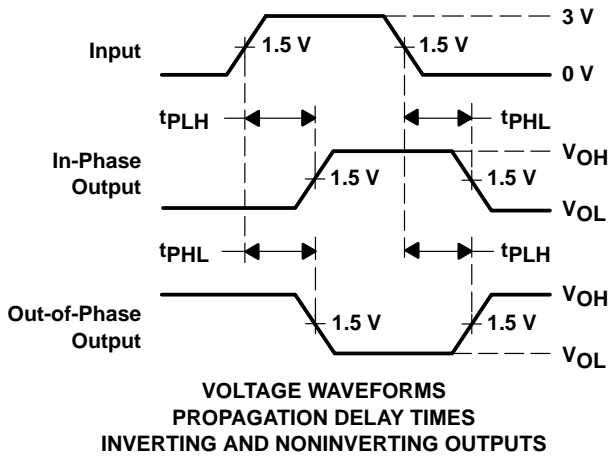 3 V
Input
1.5 V
1.5 V
0 V
tPLH
tPHL
In-Phase
Output
1.5 V
1.5 V
VOH
VOL
tPHL
tPLH
Out-of-Phase
Output
1.5 V
1.5 V
VOH
VOL
VOLTAGE WAVEFORMS
PROPAGATION DELAY TIMES
INVERTING AND NONINVERTING OUTPUTS